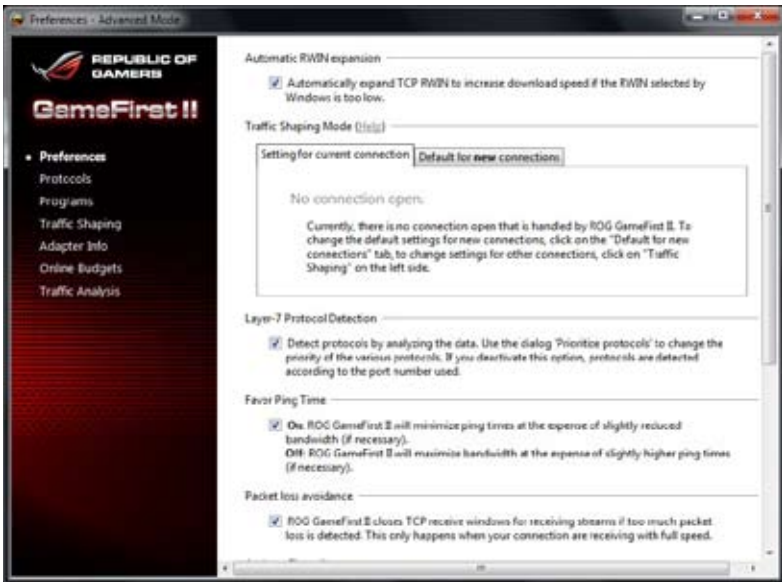 Preferences - Advanced Mode
REPUBLIC OF
GAMERS
GameFirst II
Preferences
Protocols
Programs
Traffic Shaping
Adapter Info
Online Budgets
Traffic Analysis
Automatic RWIN expansion
Automatically expand TCP RWIN to increase download speed if the RWIN selected by
Windows is too low.
Traffic Shaping Mode (Help)
Setting for current connection
Default for new connections
No connection open.
Currently, there is no connection open that is handled by ROG GameFirst II. To
change the default settings for new connections, click on the "Default for new
connections" tab, to change settings for other connections, click on "Traffic
Shaping" on the left side.
Layer-7 Protocol Detection
Detect protocols by analyzing the data. Use the dialog 'Prioritize protocols' to change the
priority of the various protocols. If you deactivate this option, protocols are detected
according to the port number used.
Favor Ping Time
On: ROG GameFirst II will minimize ping times at the expense of slightly reduced
bandwidth (if necessary).
Off: ROG GameFirst II will maximize bandwidth at the expense of slightly higher ping times
(if necessary).
Packet loss avoidance
ROG GameFirst II closes TCP receive windows for receiving streams if too much packet
loss is detected. This only happens when your connection are receiving with full speed.